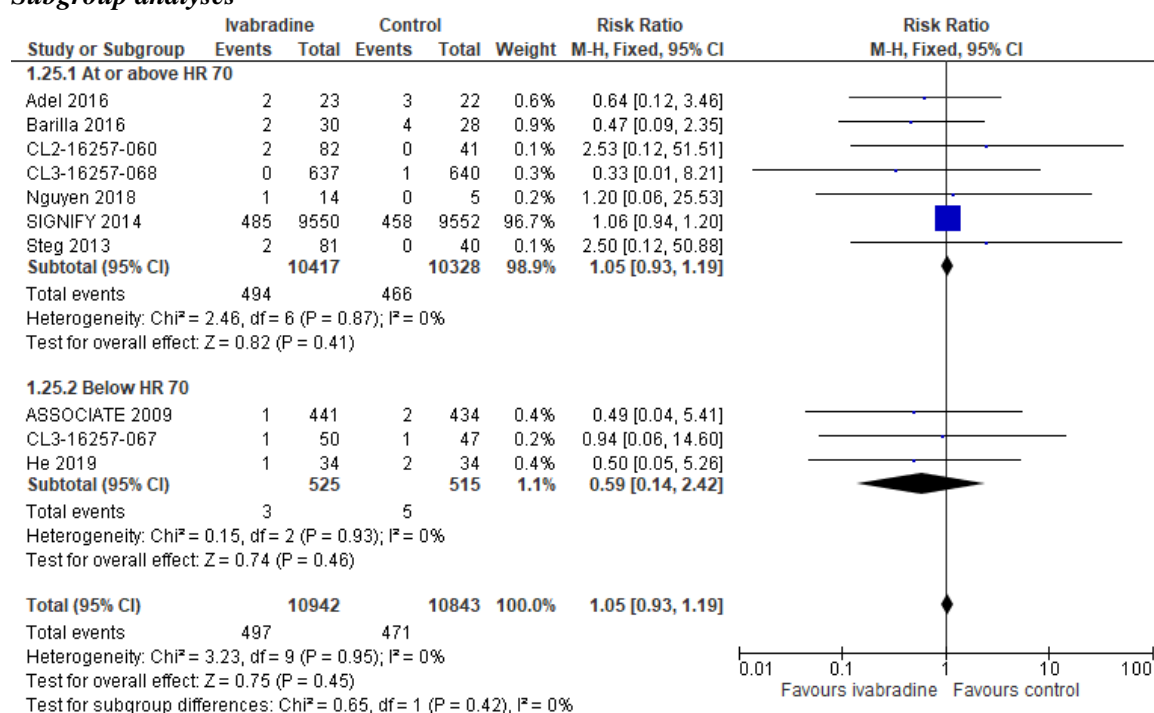 Subgroup analyses
Ivabradine Control Risk Ratio Risk Ratio
Study or Subgroup Events Total Events Total Weight M-H, Fixed, 95% CI M-H, Fixed, 95% CI
1.25.1 At or above HR 70
Adel 2016 2 23 3 22 0.6% 0.64 [0.12, 3.46]
Barilla 2016 2 30 4 28 0.9% 0.47 [0.09, 2.35]
CL2-16257-060 2 82 0 41 0.1% 2.53 [0.12, 51.51]
CL3-16257-068 0 637 1 640 0.3% 0.33 [0.01, 8.21]
Nguyen 2018 1 14 0 5 0.2% 1.20 [0.06, 25.53]
SIGNIFY 2014 485 9550 458 9552 96.7% 1.06 [0.94, 1.20]
Steg 2013 2 81 0 40 0.1% 2.50 [0.12, 50.88]
Subtotal (95% CI) 10417 10328 98.9% 1.05 [0.93, 1.19]
Total events 494 466
Heterogeneity: Chi² = 2.46, df = 6 (P = 0.87); I² = 0%
Test for overall effect: Z = 0.82 (P = 0.41)
1.25.2 Below HR 70
ASSOCIATE 2009 1 441 2 434 0.4% 0.49 [0.04, 5.41]
CL3-16257-067 1 50 1 47 0.2% 0.94 [0.06, 14.60]
He 2019 1 34 2 34 0.4% 0.50 [0.05, 5.26]
Subtotal (95% CI) 525 515 1.1% 0.59 [0.14, 2.42]
Total events 3 5
Heterogeneity: Chi² = 0.15, df = 2 (P = 0.93); I² = 0%
Test for overall effect: Z = 0.74 (P = 0.46)
Total (95% CI) 10942 10843 100.0% 1.05 [0.93, 1.19]
Total events 497 471
Heterogeneity: Chi² = 3.23, df = 9 (P = 0.95); I² = 0%
Test for overall effect: Z = 0.75 (P = 0.45)
Test for subgroup differences: Chi² = 0.65, df = 1 (P = 0.42), I² = 0%
0.01 0.1 1 10 100
Favours ivabradine Favours control